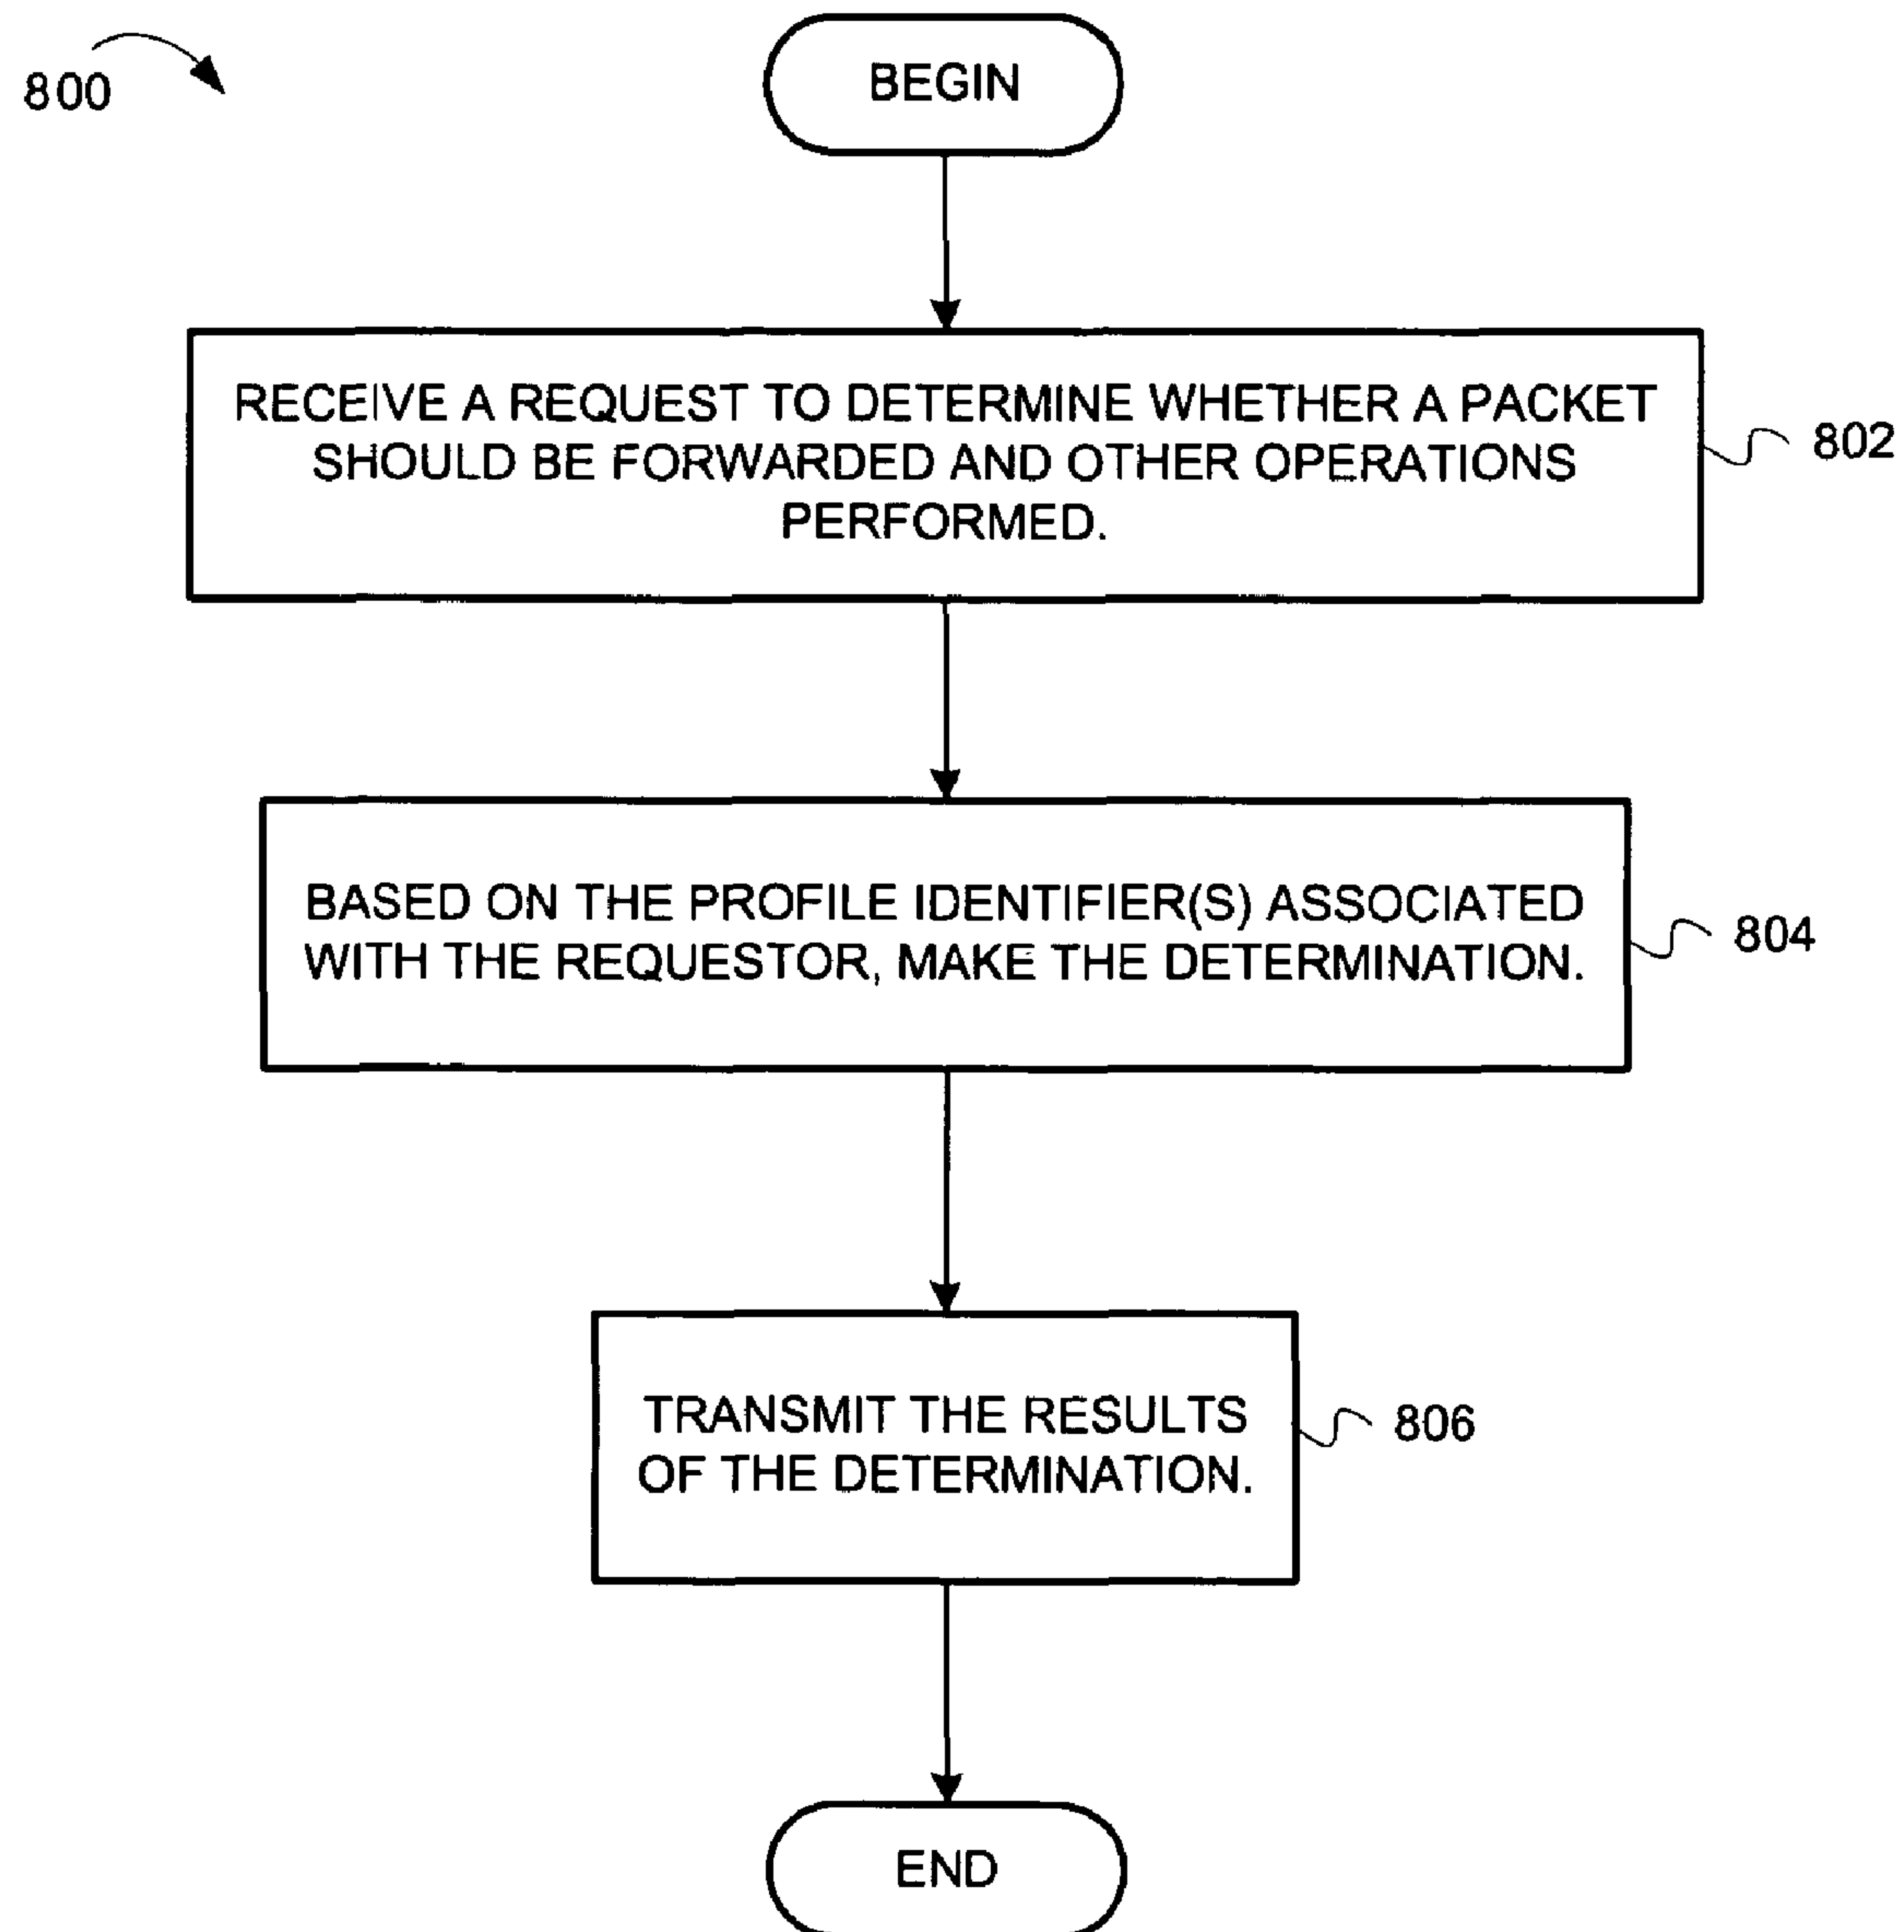 800
BEGIN
RECEIVE A REQUEST TO DETERMINE WHETHER A PACKET
SHOULD BE FORWARDED AND OTHER OPERATIONS
PERFORMED.
802
BASED ON THE PROFILE IDENTIFIER(S) ASSOCIATED
WITH THE REQUESTOR, MAKE THE DETERMINATION.
804
TRANSMIT THE RESULTS
OF THE DETERMINATION.
806
END